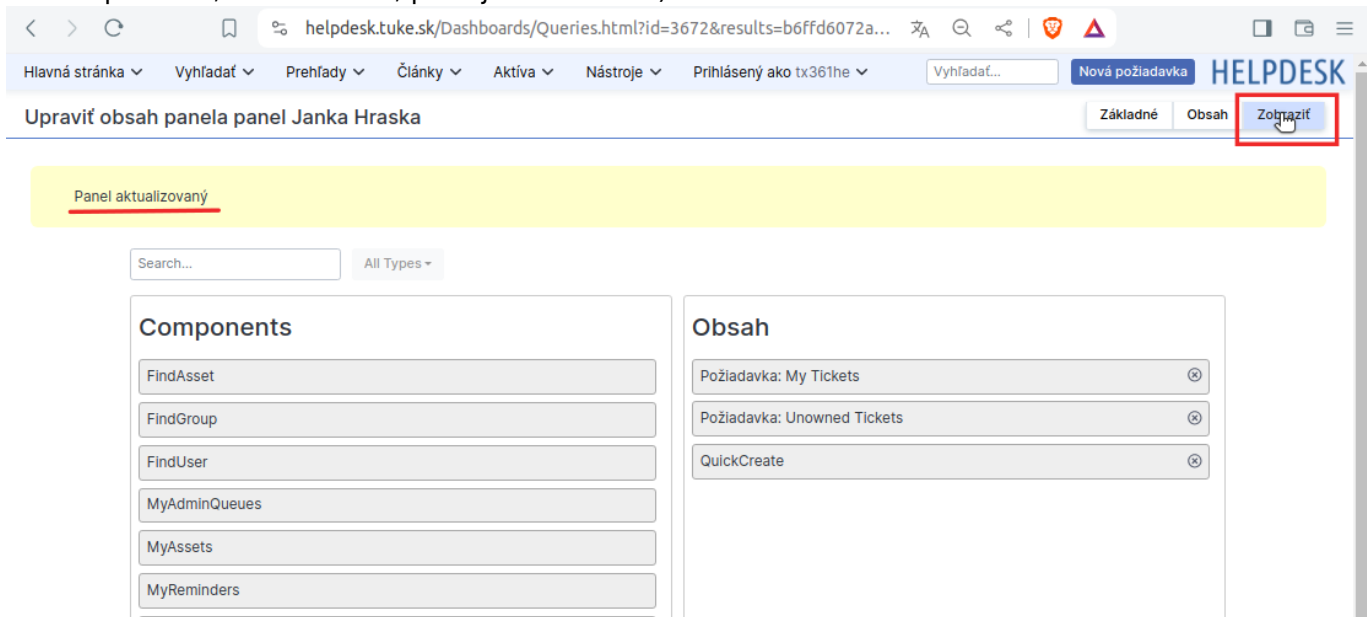 helpdesk.tuke.sk/Dashboards/Queries.html?id=3672&results=b6ffd6072a...
Hlavná stránka Vyhľadať Prehľady Články Aktíva Nástroje Prihlásený ako tx361he Vyhľadať... Nová požiadavka HELPDESK
Upraviť obsah panela panel Janka Hraska Základné Obsah Zobraziť
Panel aktualizovaný
Search... All Types
Components
FindAsset
FindGroup
FindUser
MyAdminQueues
MyAssets
MyReminders
Obsah
Požiadavka: My Tickets
Požiadavka: Unowned Tickets
QuickCreate